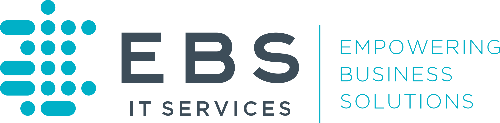 EBS
IT SERVICES
EMPOWERING
BUSINESS
SOLUTIONS